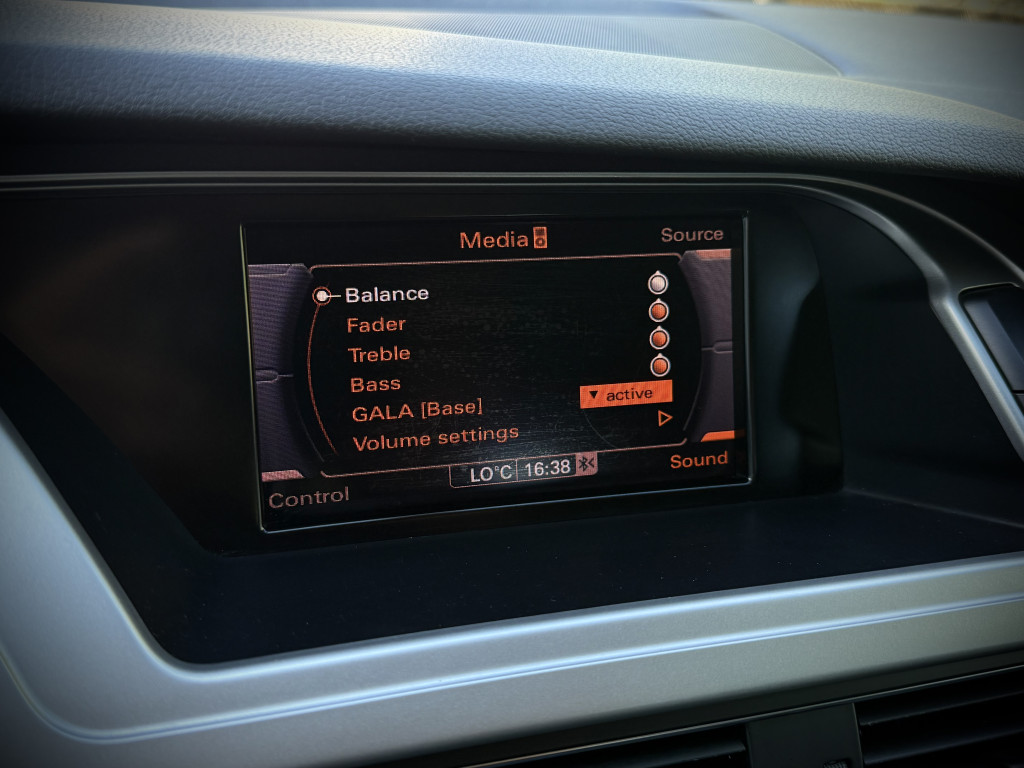 Media
Source
Balance
Fader
Treble
Bass
GALA [Base]
▼ active
Volume settings
LO°C 16:38
Sound
Control